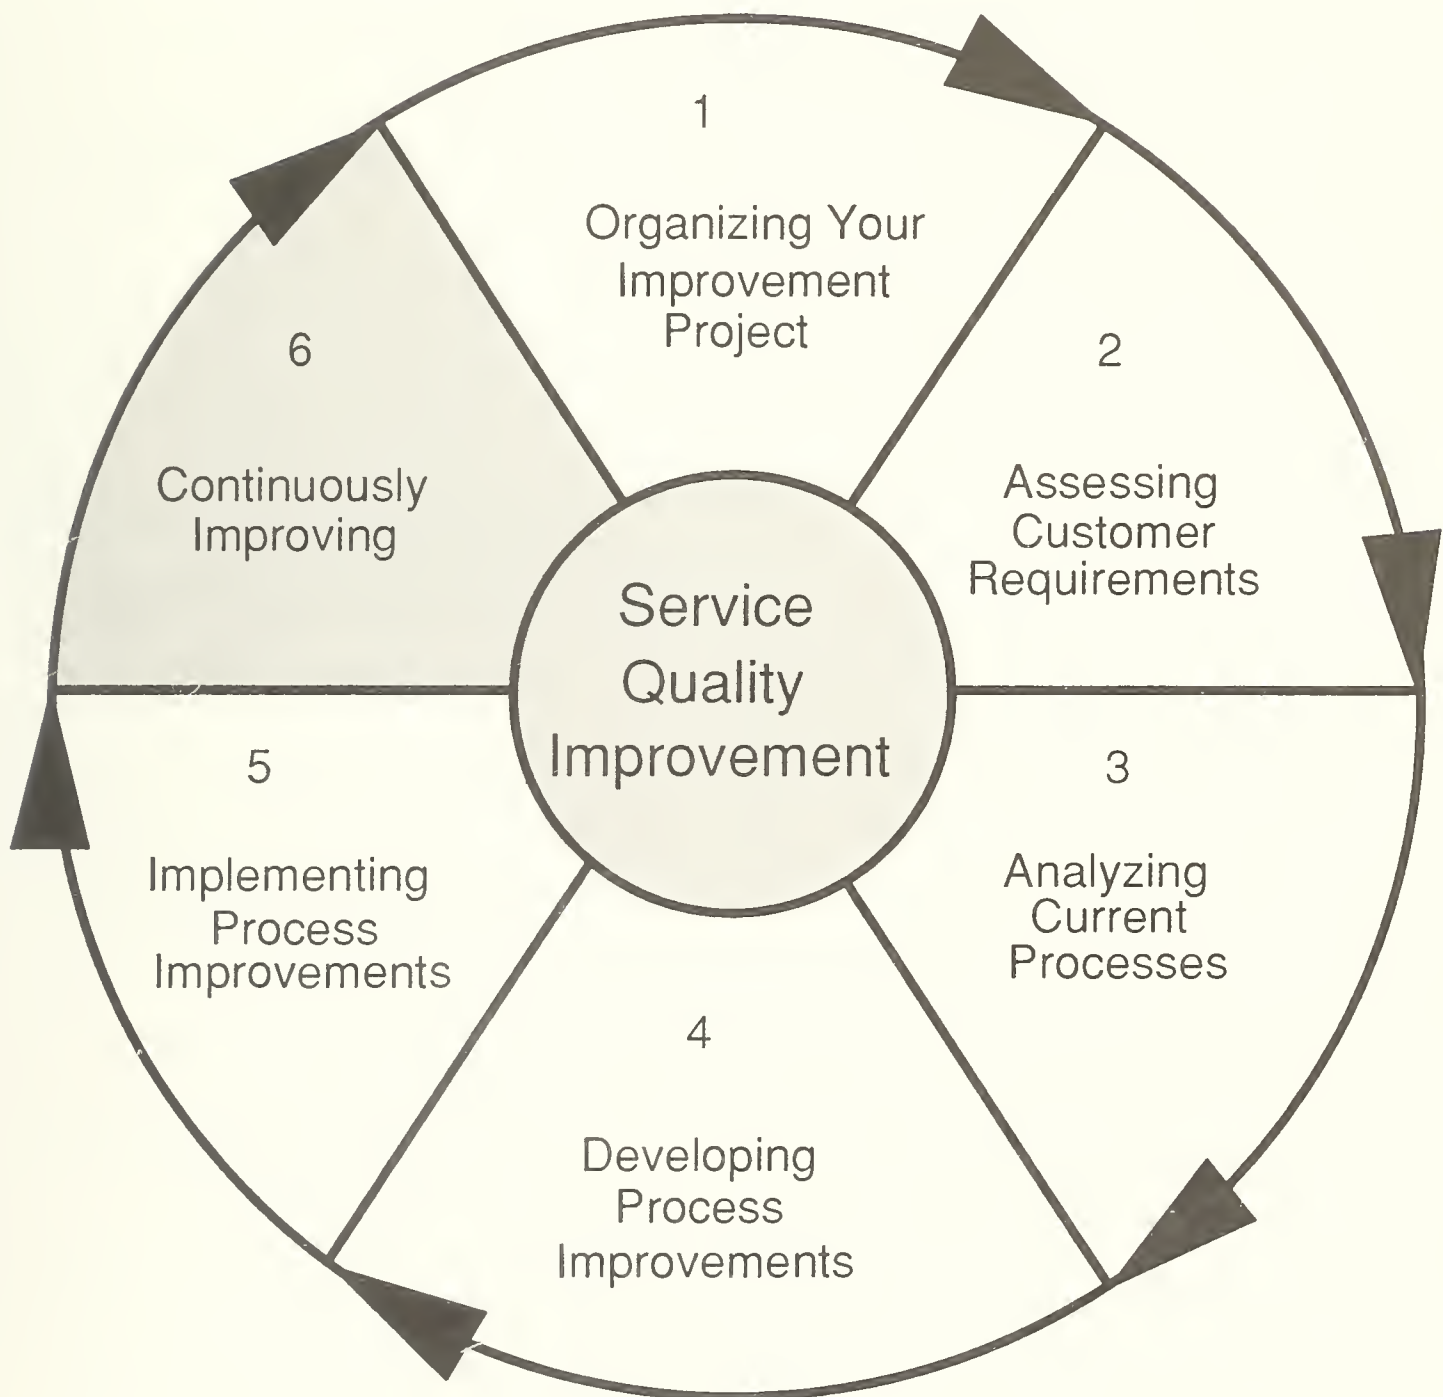 1
Organizing Your
Improvement
Project
2
Assessing
Customer
Requirements
3
Analyzing
Current
Processes
4
Developing
Process
Improvements
5
Implementing
Process
Improvements
6
Continuously
Improving
Service
Quality
Improvement